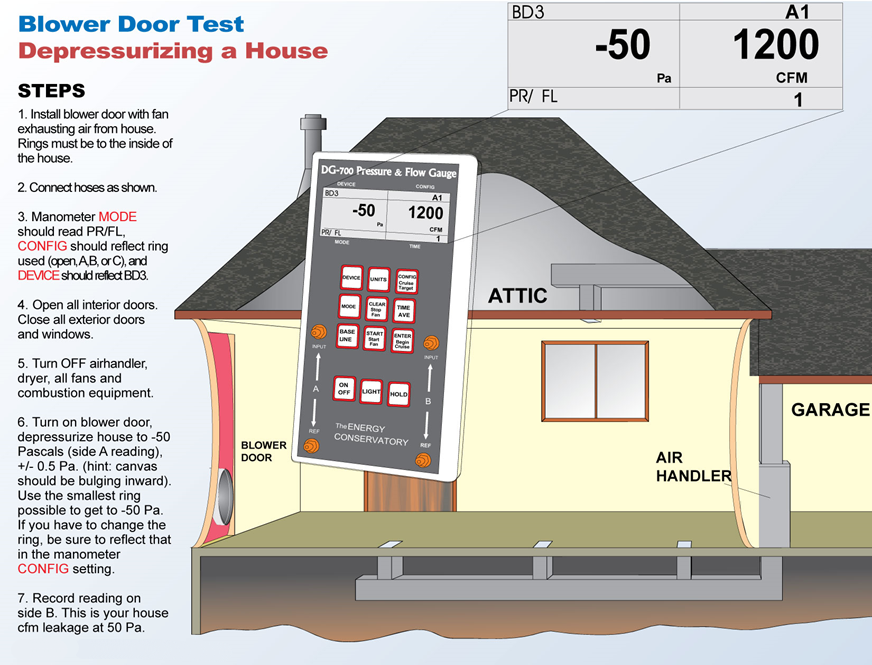 Blower Door Test
Depressurizing a House
STEPS
1. Install blower door with fan
exhausting air from house.
Rings must be to the inside of
the house.
2. Connect hoses as shown.
3. Manometer MODE
should read PR/FL,
CONFIG should reflect ring
used (open,A,B, or C), and
DEVICE should reflect BD3.
4. Open all interior doors.
Close all exterior doors
and windows.
5. Turn OFF airhandler,
dryer, all fans and
combustion equipment.
6. Turn on blower door,
depressurize house to -50
Pascals (side A reading),
+/- 0.5 Pa. (hint: canvas
should be bulging inward).
Use the smallest ring
possible to get to -50 Pa.
If you have to change the
ring, be sure to reflect that
in the manometer
CONFIG setting.
7. Record reading on
side B. This is your house
cfm leakage at 50 Pa.
BD3 A1
-50 1200
Pa CFM
PR/ FL 1
DG-700 Pressure & Flow Gauge
DEVICE CONFIG
BD3 A1
-50 1200
Pa CFM
PR/ FL 1
MODE TIME
DEVICE UNITS CONFIG
Cruise
Target
MODE CLEAR
Stop
Fan
TIME
AVE
BASE
LINE
START
Start
Fan
ENTER
Begin
Cruise
INPUT INPUT
A B
ON
OFF
LIGHT HOLD
REF REF
The ENERGY
CONSERVATORY
ATTIC
BLOWER
DOOR
AIR
HANDLER
GARAGE